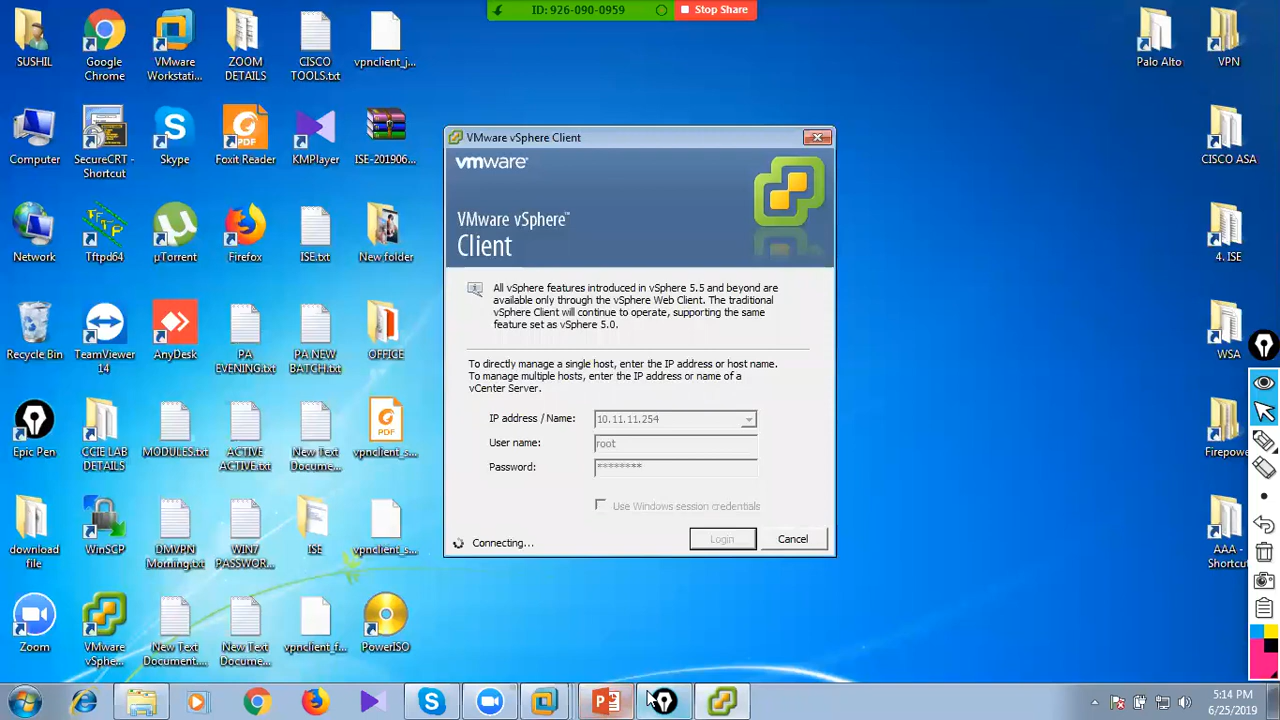 ID: 926-090-0959
Stop Share
SUSHIL
Google
Chrome
VMware
Workstati...
ZOOM
DETAILS
CISCO
TOOLS.txt
vpnclient_j...
Palo Alto
VPN
Computer
SecureCRT -
Shortcut
Skype
Foxit Reader
KMPlayer
ISE-201906...
CISCO ASA
Network
Tftpd64
µTorrent
Firefox
ISE.txt
New folder
4. ISE
Recycle Bin
TeamViewer
14
AnyDesk
PA
EVENING.txt
PA NEW
BATCH.txt
OFFICE
WSA
Epic Pen
CCIE LAB
DETAILS
MODULES.txt
ACTIVE
ACTIVE.txt
New Text
Docume...
PDF
vpnclient_s...
Firepowe
download
file
WinSCP
DMVPN
Morning.txt
WIN7
PASSWOR...
ISE
vpnclient_s...
AAA -
Shortcut
Zoom
VMware
vSphe...
New Text
Document....
New Text
Docume...
vpnclient_f...
PowerISO
VMware vSphere Client
vmware®
VMware vSphere™
Client
All vSphere features introduced in vSphere 5.5 and beyond are
available only through the vSphere Web Client. The traditional
vSphere Client will continue to operate, supporting the same
feature set as vSphere 5.0.
To directly manage a single host, enter the IP address or host name.
To manage multiple hosts, enter the IP address or name of a
vCenter Server.
IP address / Name: 10.11.11.254
User name: root
Password: ********
Use Windows session credentials
Connecting...
Login
Cancel
5:14 PM
6/25/2019